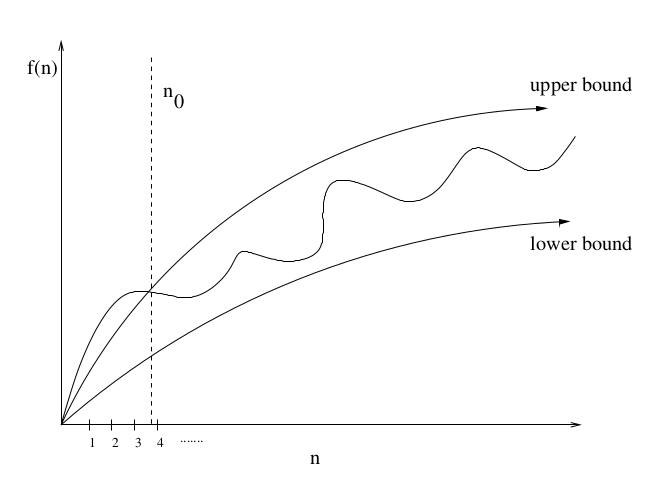 f(n)
n0
upper bound
lower bound
1 2 3 4 .......
n